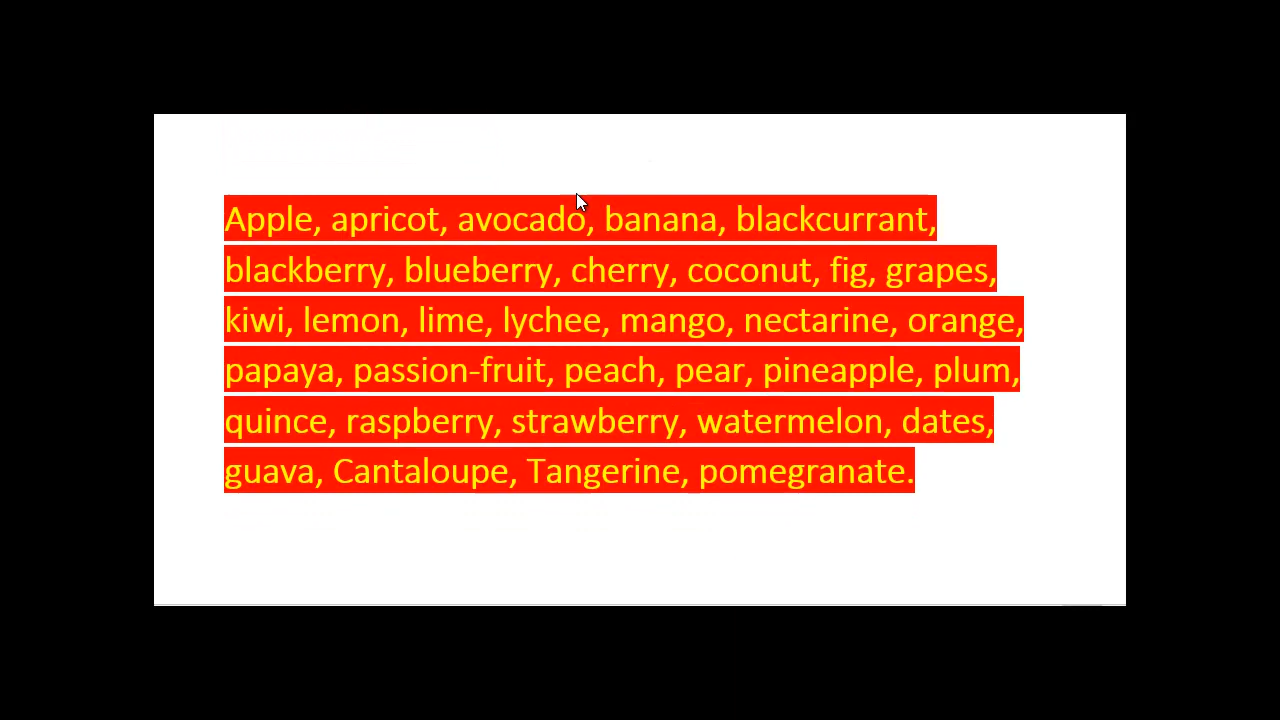 Apple, apricot, avocado, banana, blackcurrant,
blackberry, blueberry, cherry, coconut, fig, grapes,
kiwi, lemon, lime, lychee, mango, nectarine, orange,
papaya, passion-fruit, peach, pear, pineapple, plum,
quince, raspberry, strawberry, watermelon, dates,
guava, Cantaloupe, Tangerine, pomegranate.